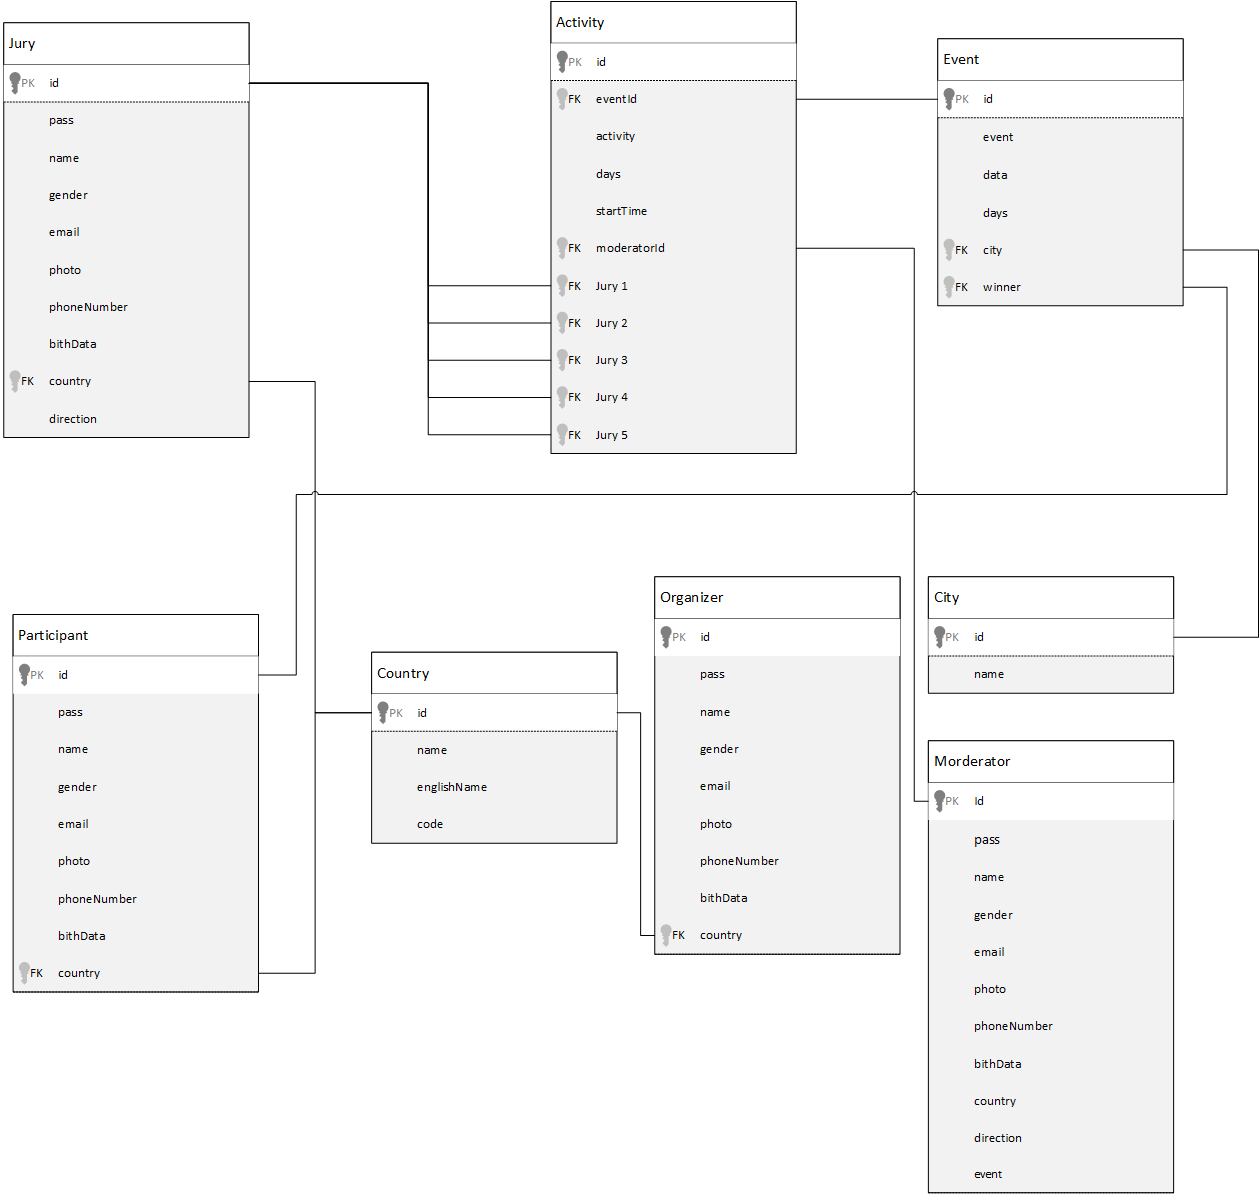 Jury
PK id
pass
name
gender
email
photo
phoneNumber
bithData
FK country
direction
Activity
PK id
FK eventId
activity
days
startTime
FK moderatorId
FK Jury 1
FK Jury 2
FK Jury 3
FK Jury 4
FK Jury 5
Event
PK id
event
data
days
FK city
FK winner
Participant
PK id
pass
name
gender
email
photo
phoneNumber
bithData
FK country
Country
PK id
name
englishName
code
Organizer
PK id
pass
name
gender
email
photo
phoneNumber
bithData
FK country
City
PK id
name
Morderator
PK Id
pass
name
gender
email
photo
phoneNumber
bithData
country
direction
event